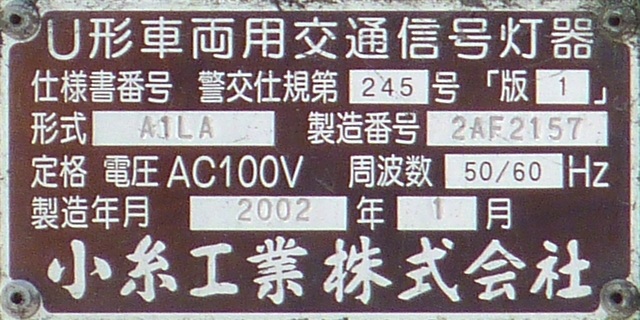 U形車両用交通信号灯器
仕様書番号 警交仕規第 245 号 「版 1 」
形式 A1LA 製造番号 2AF2157
定格 電圧 AC100V 周波数 50/60 Hz
製造年月 2002 年 1 月
小糸工業株式会社